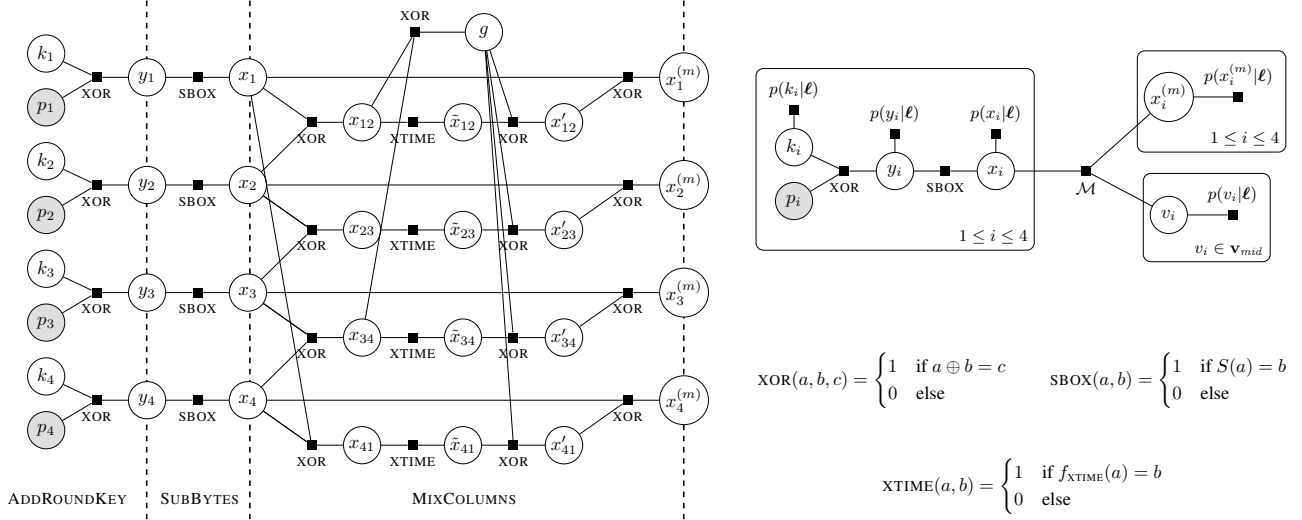 XOR
g
k₁
p₁
XOR
y₁
SBOX
x₁
XOR
x₁₂
XTIME
x̃₁₂
XOR
x′₁₂
XOR
x₁⁽ᵐ⁾
k₂
p₂
XOR
y₂
SBOX
x₂
XOR
x₂₃
XTIME
x̃₂₃
XOR
x′₂₃
XOR
x₂⁽ᵐ⁾
k₃
p₃
XOR
y₃
SBOX
x₃
XOR
x₃₄
XTIME
x̃₃₄
XOR
x′₃₄
XOR
x₃⁽ᵐ⁾
k₄
p₄
XOR
y₄
SBOX
x₄
XOR
x₄₁
XTIME
x̃₄₁
XOR
x′₄₁
XOR
x₄⁽ᵐ⁾
ADDROUNDKEY SUBBYTES MIXCOLUMNS
p(kᵢ|ℓ)
kᵢ
pᵢ
XOR
p(yᵢ|ℓ)
yᵢ
SBOX
p(xᵢ|ℓ)
xᵢ
1 ≤ i ≤ 4
M
xᵢ⁽ᵐ⁾
p(xᵢ⁽ᵐ⁾|ℓ)
1 ≤ i ≤ 4
vᵢ
p(vᵢ|ℓ)
vᵢ ∈ v_mid
XOR(a, b, c) = { 1 if a ⊕ b = c
0 else
SBOX(a, b) = { 1 if S(a) = b
0 else
XTIME(a, b) = { 1 if f_XTIME(a) = b
0 else